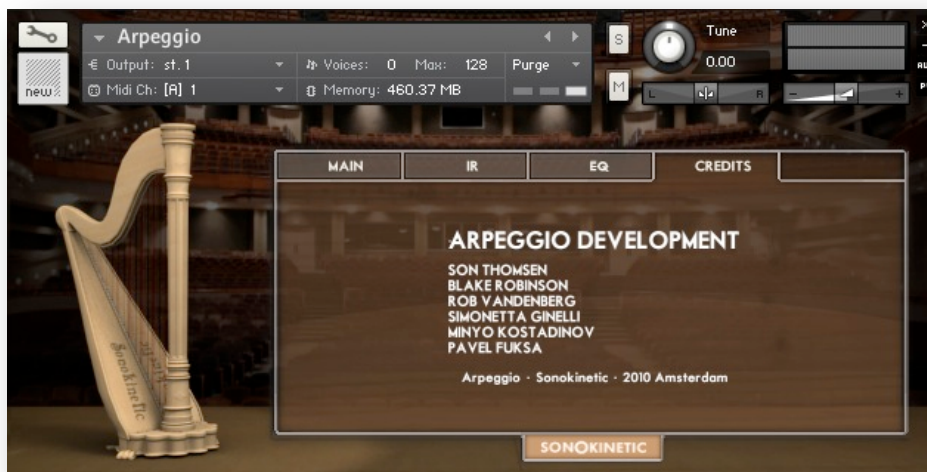 Arpeggio
S
Tune
Output: st.1
Voices: 0 Max: 128
Purge
0.00
new
Midi Ch: [A] 1
Memory: 460.37 MB
M
L R
- +
MAIN
IR
EQ
CREDITS
ARPEGGIO DEVELOPMENT
SON THOMSEN
BLAKE ROBINSON
ROB VANDENBERG
SIMONETTA GINELLI
MINYO KOSTADINOV
PAVEL FUKSA
Arpeggio - Sonokinetic - 2010 Amsterdam
Sonokinetic
SONOKINETIC